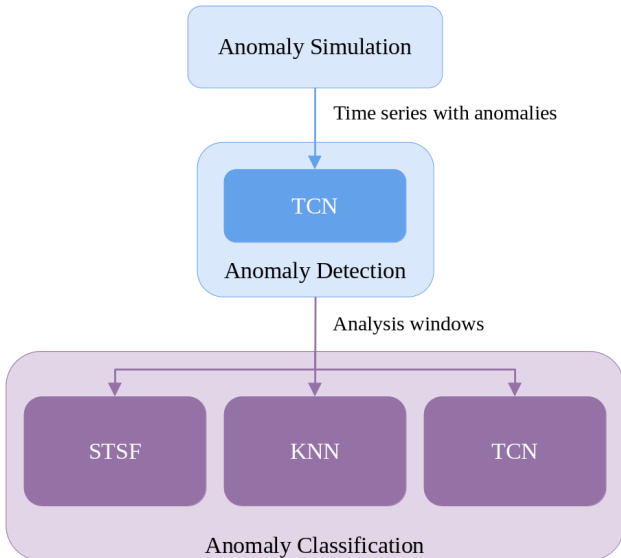 Anomaly Simulation
Time series with anomalies
TCN
Anomaly Detection
Analysis windows
STSF
KNN
TCN
Anomaly Classification